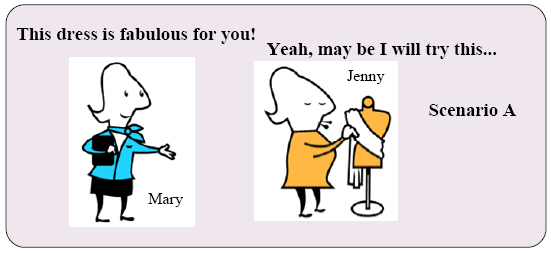 This dress is fabulous for you!
Yeah, may be I will try this...
Jenny
Scenario A
Mary